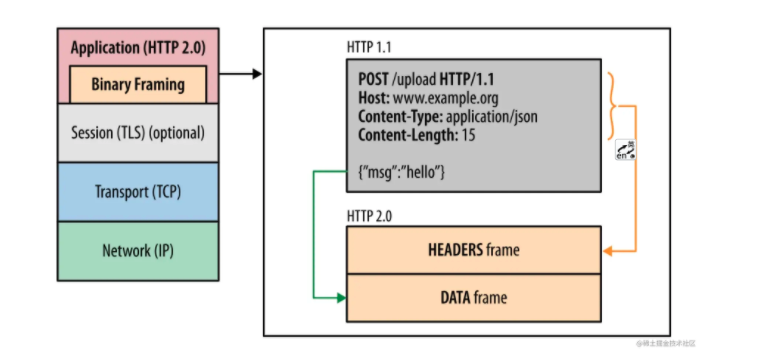 Application (HTTP 2.0)
Binary Framing
Session (TLS) (optional)
Transport (TCP)
Network (IP)
HTTP 1.1
POST /upload HTTP/1.1
Host: www.example.org
Content-Type: application/json
Content-Length: 15
{"msg":"hello"}
HTTP 2.0
HEADERS frame
DATA frame
@稀土掘金技术社区